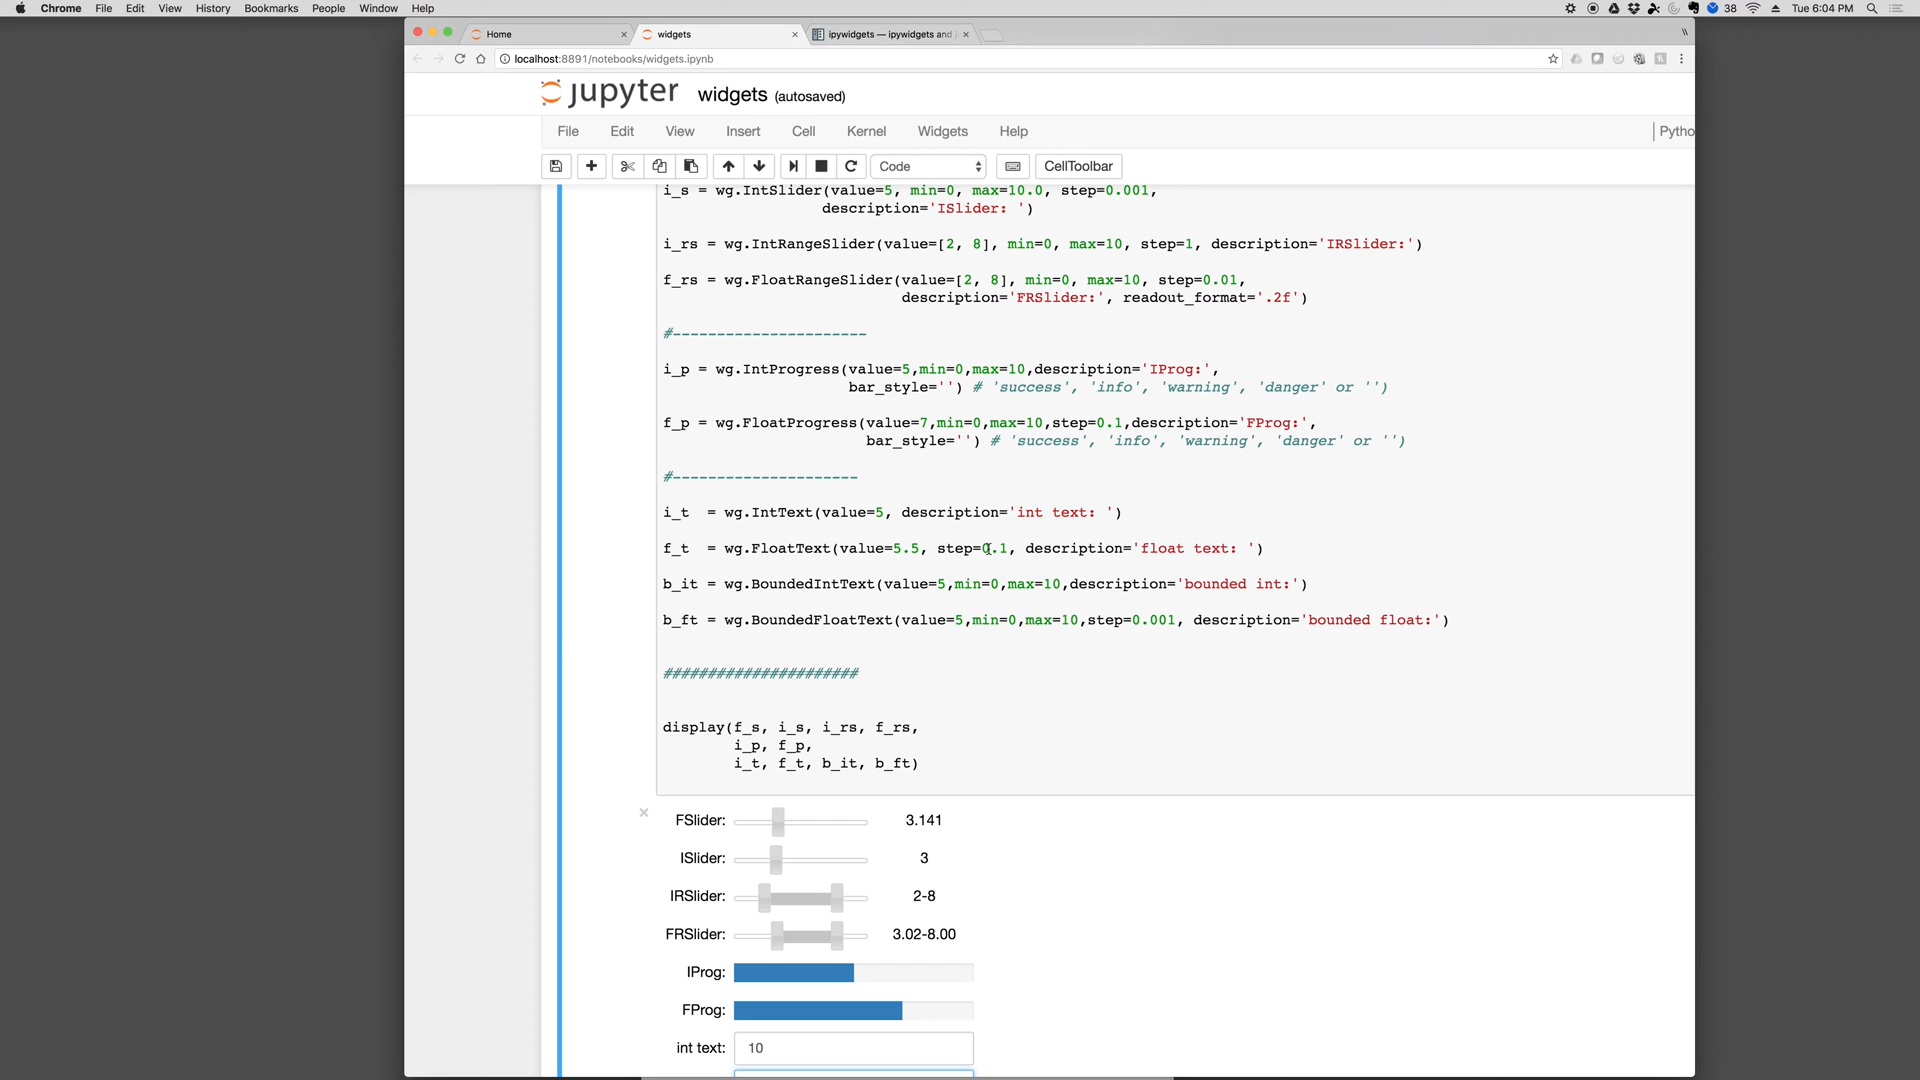 Chrome File Edit View History Bookmarks People Window Help 38 Tue 6:04 PM
Home widgets ipywidgets — ipywidgets and
localhost:8891/notebooks/widgets.ipynb
jupyter widgets (autosaved)
File Edit View Insert Cell Kernel Widgets Help Pytho
Code CellToolbar
i_s = wg.IntSlider(value=5, min=0, max=10.0, step=0.001,
description='ISlider: ')
i_rs = wg.IntRangeSlider(value=[2, 8], min=0, max=10, step=1, description='IRSlider:')
f_rs = wg.FloatRangeSlider(value=[2, 8], min=0, max=10, step=0.01,
description='FRSlider:', readout_format='.2f')
#----------------------
i_p = wg.IntProgress(value=5,min=0,max=10,description='IProg:',
bar_style='') # 'success', 'info', 'warning', 'danger' or '')
f_p = wg.FloatProgress(value=7,min=0,max=10,step=0.1,description='FProg:',
bar_style='') # 'success', 'info', 'warning', 'danger' or '')
#---------------------
i_t  = wg.IntText(value=5, description='int text: ')
f_t  = wg.FloatText(value=5.5, step=0.1, description='float text: ')
b_it = wg.BoundedIntText(value=5,min=0,max=10,description='bounded int:')
b_ft = wg.BoundedFloatText(value=5,min=0,max=10,step=0.001, description='bounded float:')
######################
display(f_s, i_s, i_rs, f_rs,
i_p, f_p,
i_t, f_t, b_it, b_ft)
FSlider: 3.141
ISlider: 3
IRSlider: 2-8
FRSlider: 3.02-8.00
IProg:
FProg:
int text: 10